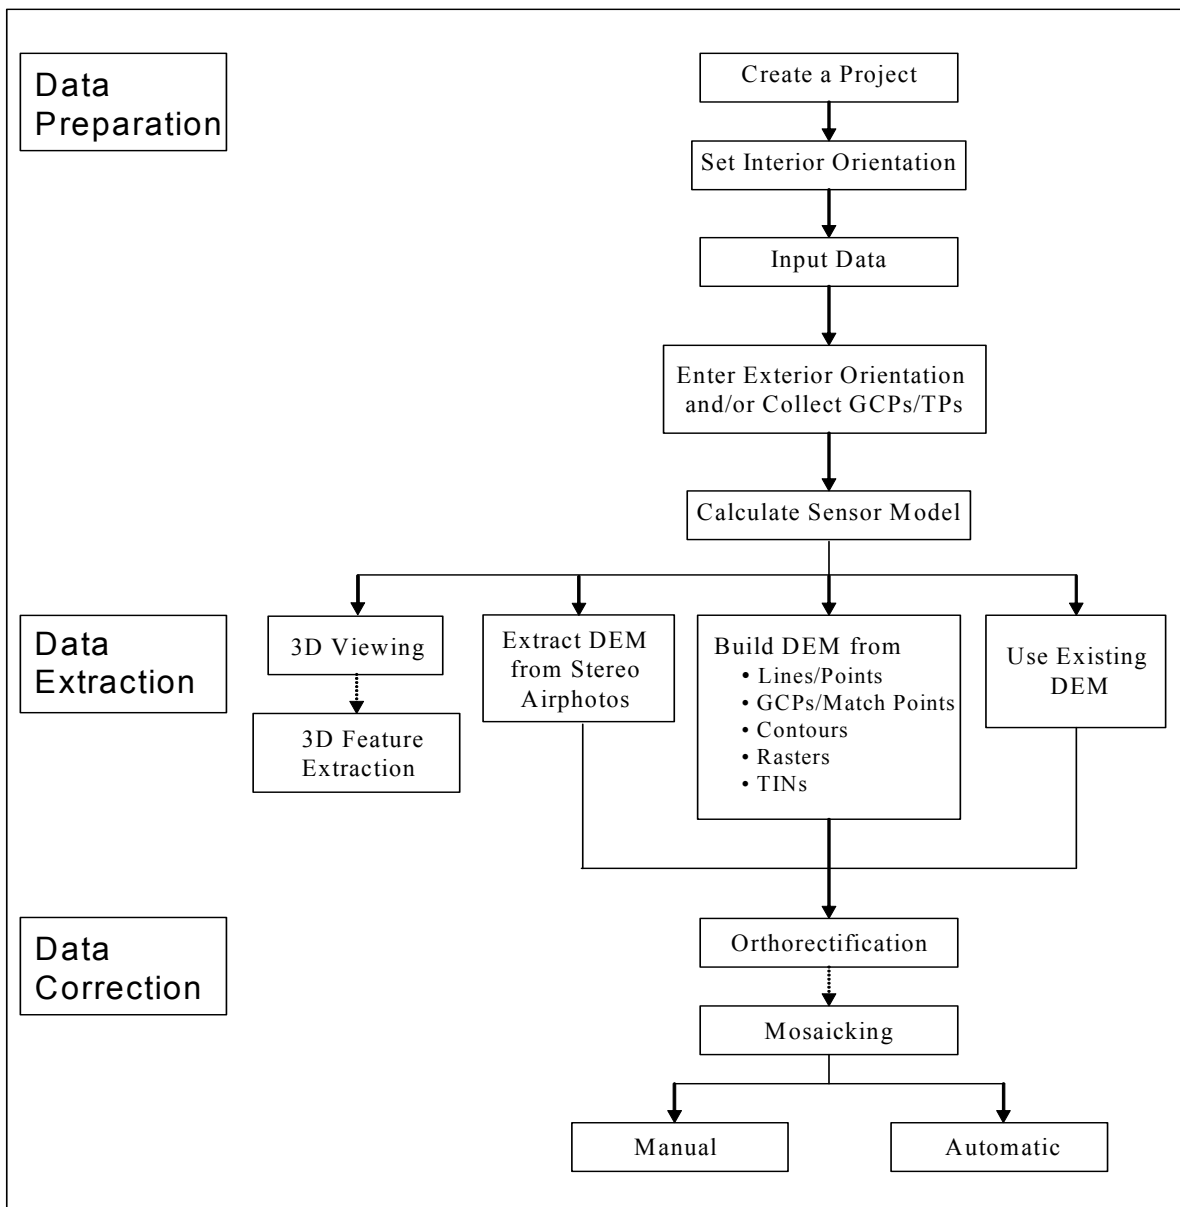 Data
Preparation
Create a Project
Set Interior Orientation
Input Data
Enter Exterior Orientation
and/or Collect GCPs/TPs
Calculate Sensor Model
Data
Extraction
3D Viewing
3D Feature
Extraction
Extract DEM
from Stereo
Airphotos
Build DEM from
• Lines/Points
• GCPs/Match Points
• Contours
• Rasters
• TINs
Use Existing
DEM
Data
Correction
Orthorectification
Mosaicking
Manual
Automatic